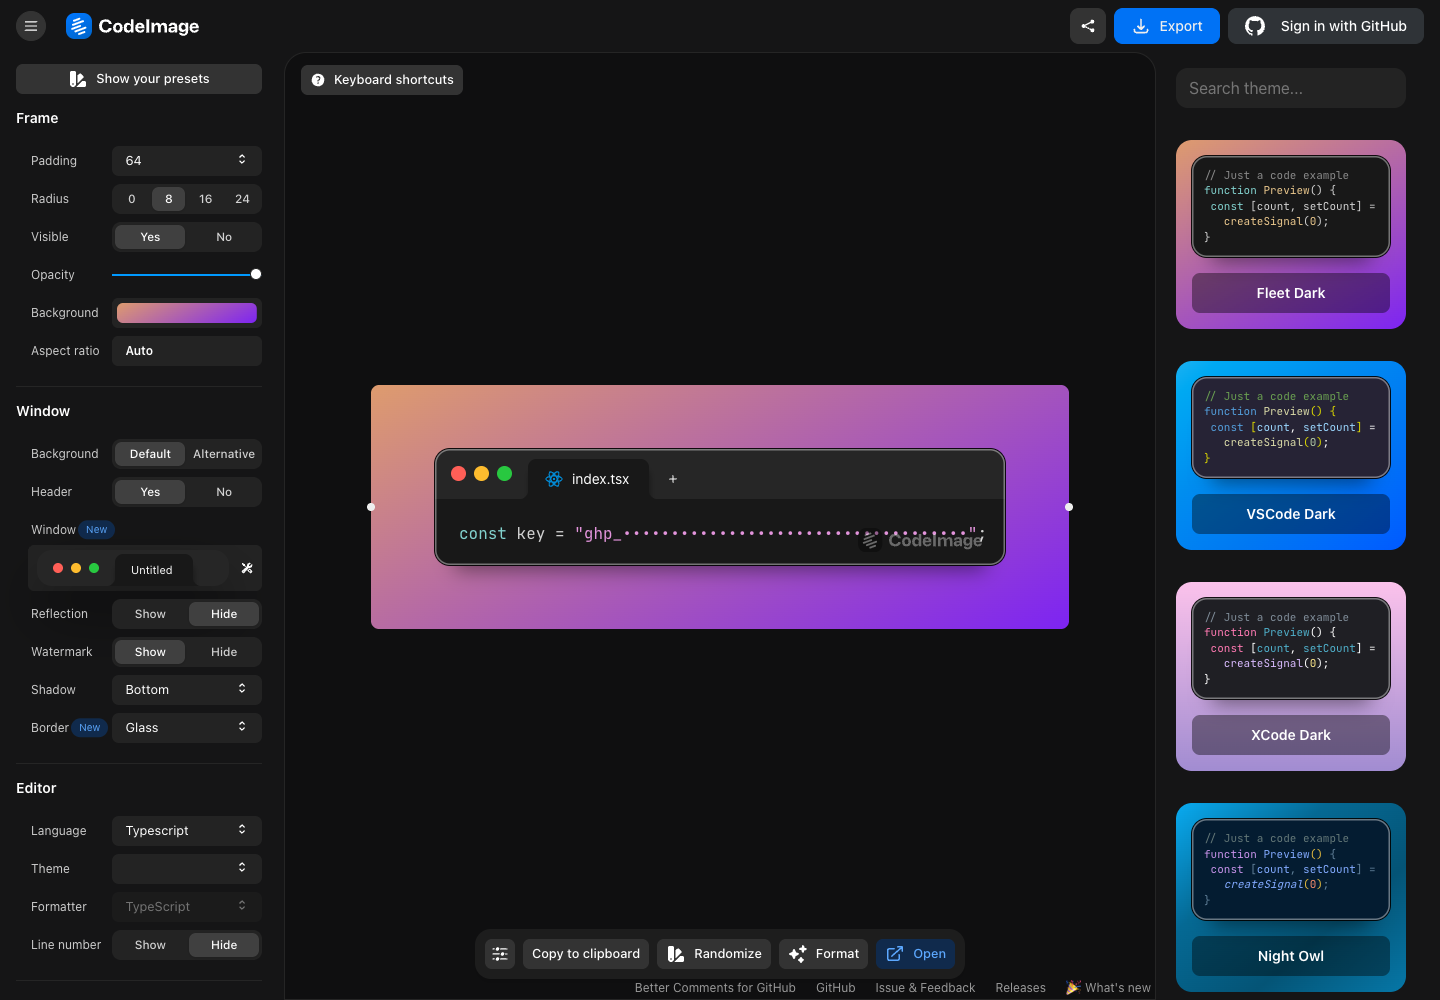 CodeImage
Export
Sign in with GitHub
Show your presets
Keyboard shortcuts
Search theme...
Frame
Padding 64
Radius 0 8 16 24
Visible Yes No
Opacity
Background
Aspect ratio Auto
Window
Background Default Alternative
Header Yes No
Window New
Untitled
Reflection Show Hide
Watermark Show Hide
Shadow Bottom
Border New Glass
Editor
Language Typescript
Theme
Formatter TypeScript
Line number Show Hide
index.tsx +
const key = "ghp_••••••••••••••••••••••••••••••••••••";
CodeImage
Copy to clipboard
Randomize
Format
Open
Better Comments for GitHub GitHub Issue & Feedback Releases 🎉 What's new
// Just a code example
function Preview() {
const [count, setCount] =
createSignal(0);
}
Fleet Dark
// Just a code example
function Preview() {
const [count, setCount] =
createSignal(0);
}
VSCode Dark
// Just a code example
function Preview() {
const [count, setCount] =
createSignal(0);
}
XCode Dark
// Just a code example
function Preview() {
const [count, setCount] =
createSignal(0);
}
Night Owl